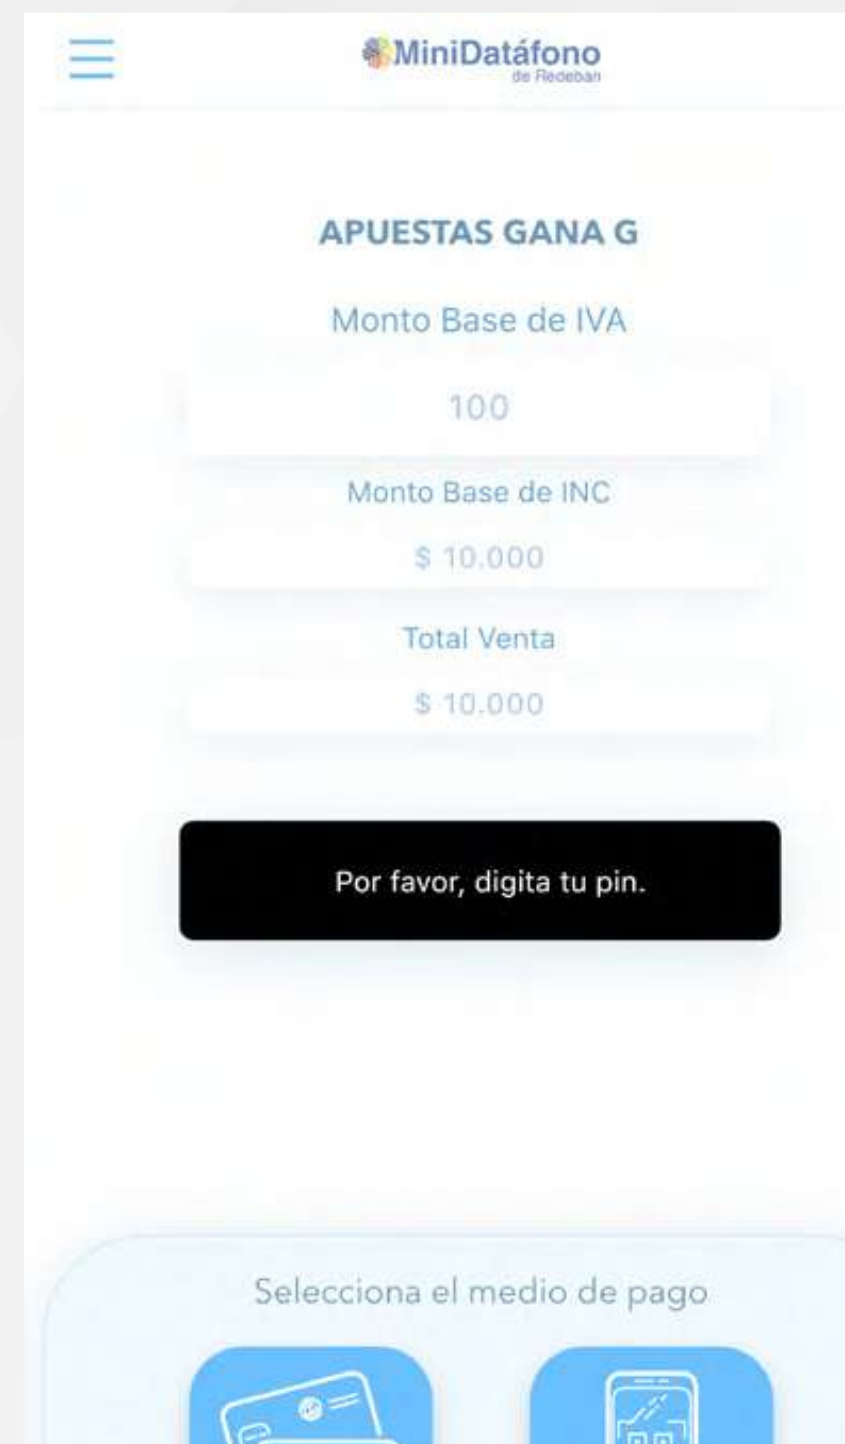 MiniDatáfono
de Redeban
APUESTAS GANA G
Monto Base de IVA
100
Monto Base de INC
$ 10.000
Total Venta
$ 10.000
Por favor, digita tu pin.
Selecciona el medio de pago